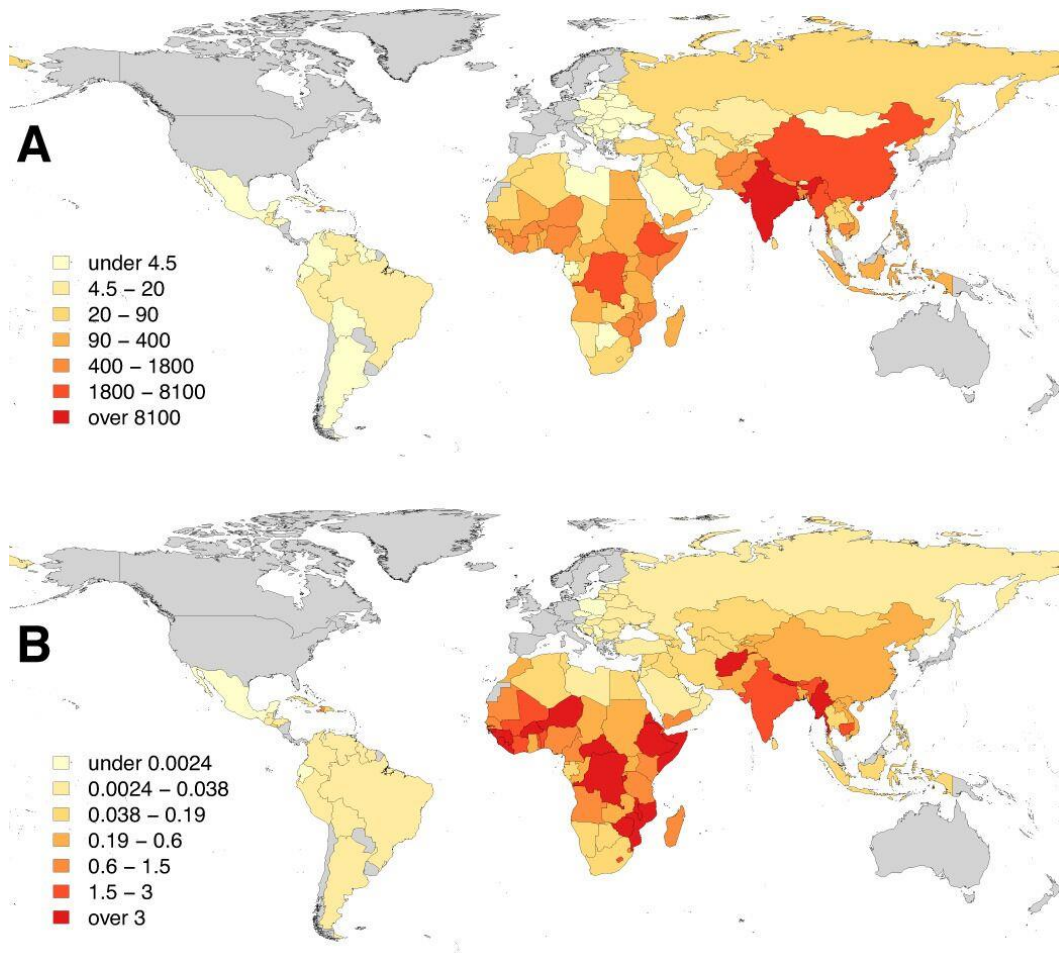 A
under 4.5
4.5 – 20
20 – 90
90 – 400
400 – 1800
1800 – 8100
over 8100
B
under 0.0024
0.0024 – 0.038
0.038 – 0.19
0.19 – 0.6
0.6 – 1.5
1.5 – 3
over 3